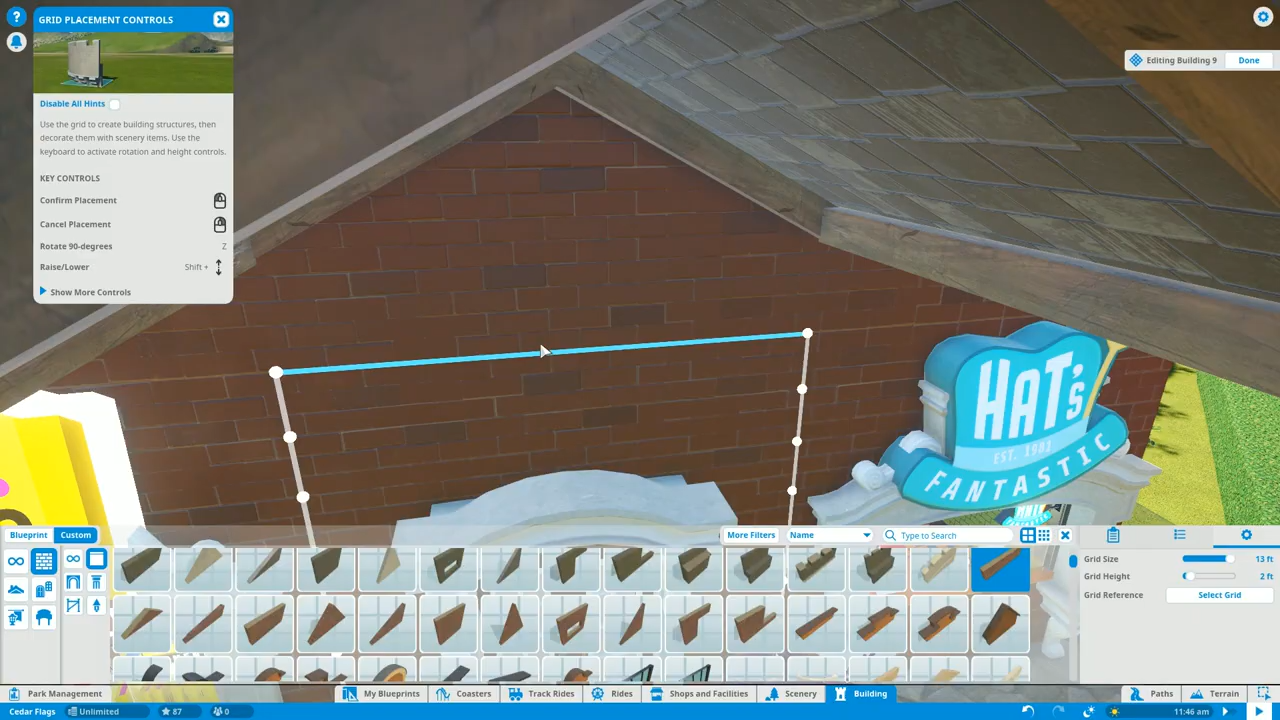 ?
GRID PLACEMENT CONTROLS
Disable All Hints
Use the grid to create building structures, then
decorate them with scenery items. Use the
keyboard to activate rotation and height controls.
KEY CONTROLS
Confirm Placement
Cancel Placement
Rotate 90-degrees Z
Raise/Lower Shift +
Show More Controls
Editing Building 9 Done
HATS
EST. 1983
FANTASTIC
Blueprint Custom
More Filters Name Type to Search
Grid Size 13 ft
Grid Height 2 ft
Grid Reference Select Grid
Park Management My Blueprints Coasters Track Rides Rides Shops and Facilities Scenery Building Paths Terrain
Cedar Flags Unlimited 87 0 11:46 am